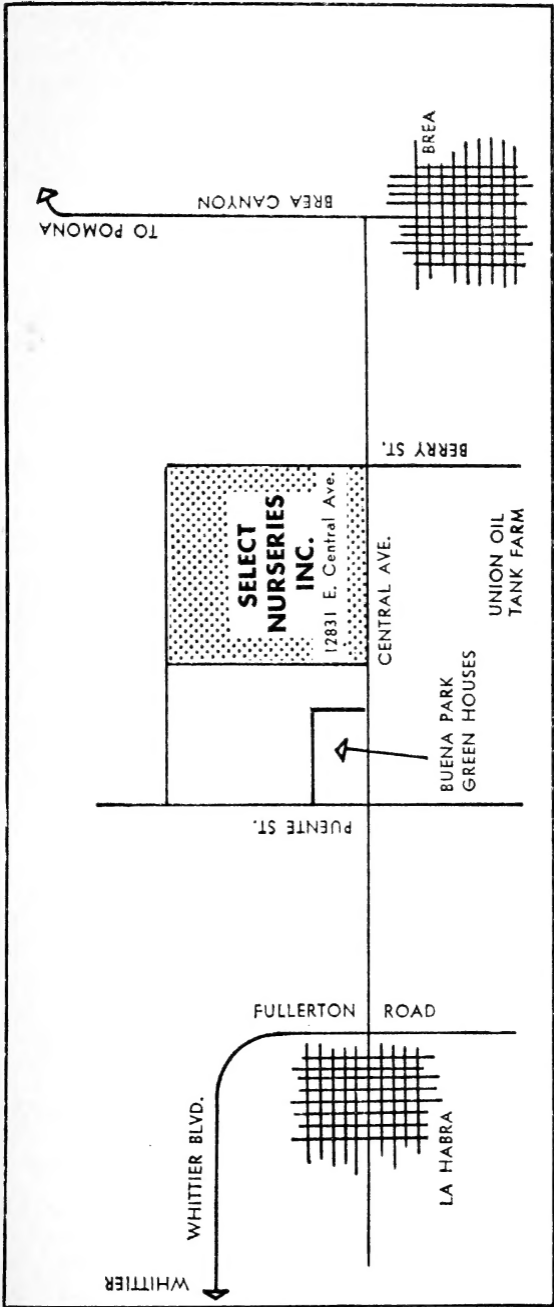 TO POMONA
BREA CANYON
BREA
BERRY ST.
SELECT
NURSERIES
INC.
12831 E. Central Ave.
CENTRAL AVE.
UNION OIL
TANK FARM
BUENA PARK
GREEN HOUSES
PUENTE ST.
FULLERTON ROAD
WHITTIER BLVD.
LA HABRA
WHITTIER